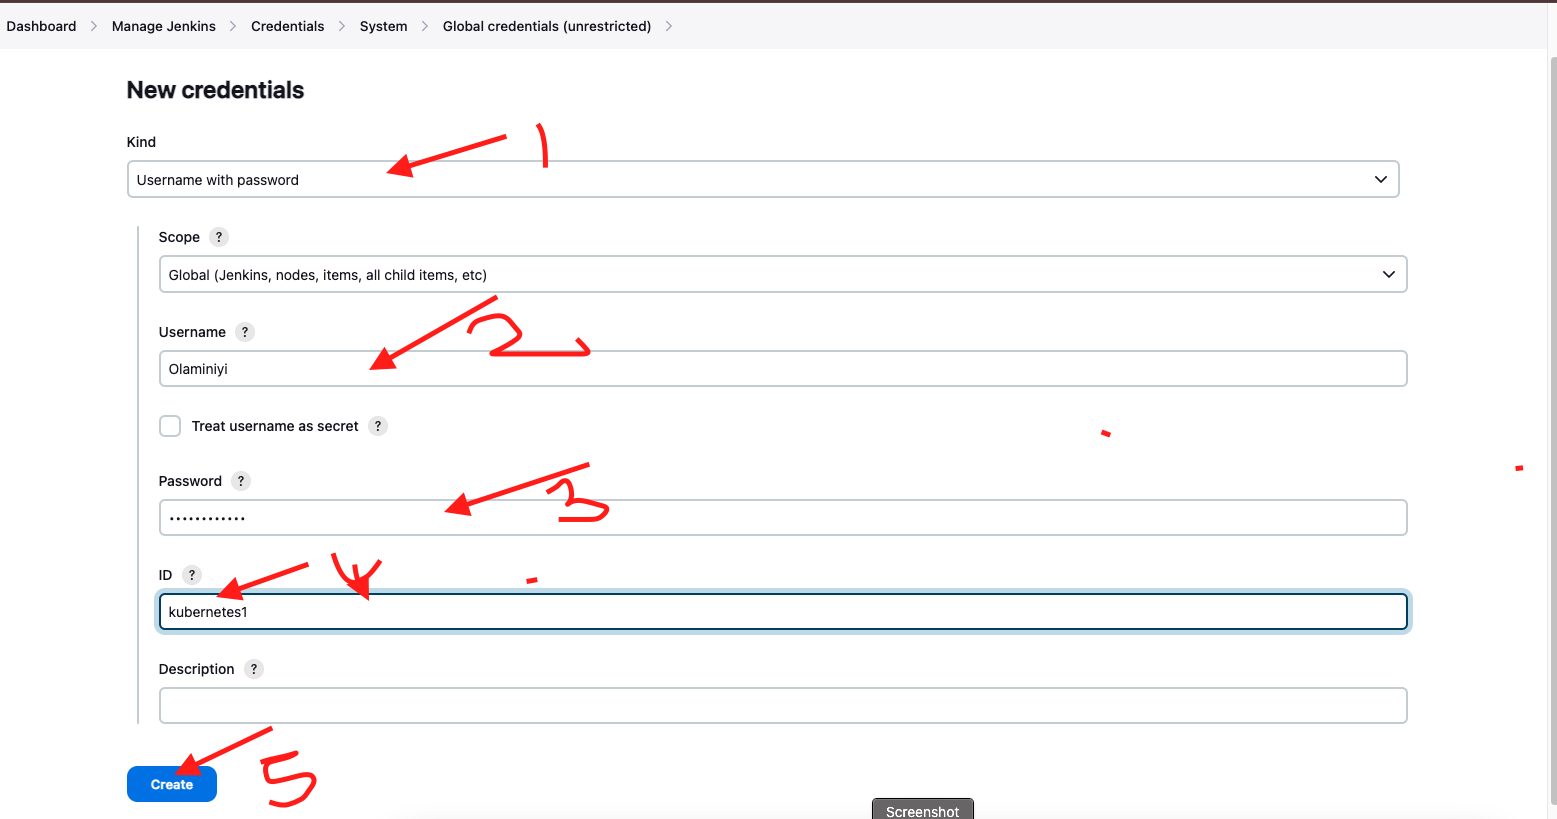 Dashboard > Manage Jenkins > Credentials > System > Global credentials (unrestricted) >
New credentials
Kind
1
Username with password
Scope ?
Global (Jenkins, nodes, items, all child items, etc)
Username ?
2
Olaminiyi
Treat username as secret ?
Password ?
3
••••••••••••
ID ?
4
kubernetes1
Description ?
Create
5
Screenshot